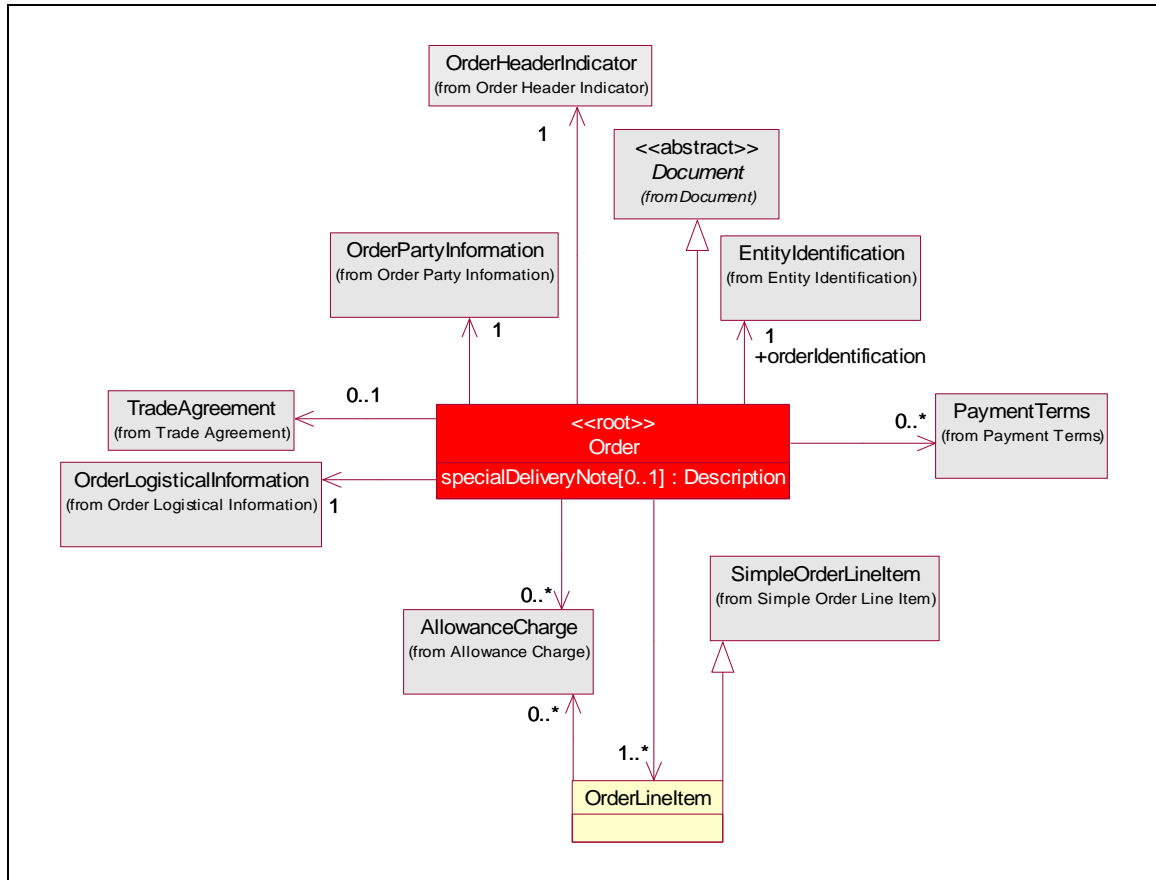 OrderHeaderIndicator
(from Order Header Indicator)
1
<<abstract>>
Document
(from Document)
OrderPartyInformation
(from Order Party Information)
1
EntityIdentification
(from Entity Identification)
1
+orderIdentification
TradeAgreement
(from Trade Agreement)
0..1
<<root>>
Order
specialDeliveryNote[0..1] : Description
PaymentTerms
(from Payment Terms)
0..*
OrderLogisticalInformation
(from Order Logistical Information)
1
SimpleOrderLineItem
(from Simple Order Line Item)
0..*
AllowanceCharge
(from Allowance Charge)
0..*
1..*
OrderLineItem